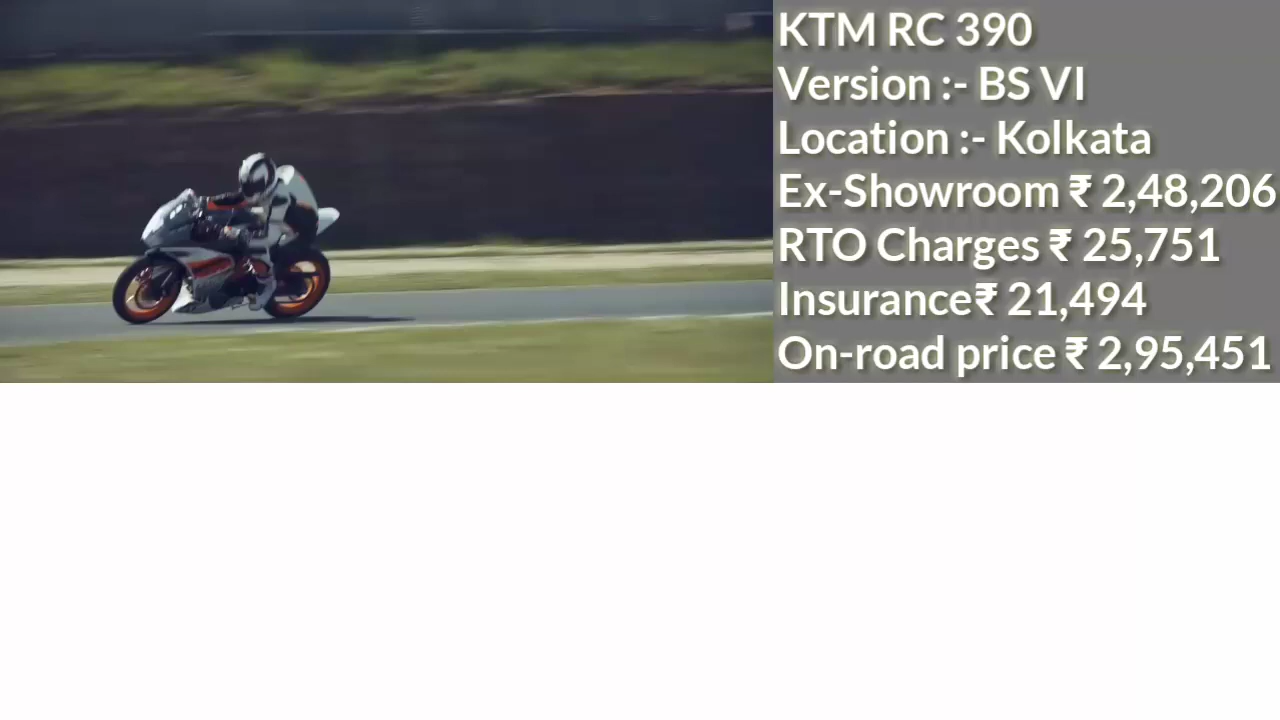 KTM RC 390
Version :- BS VI
Location :- Kolkata
Ex-Showroom ₹ 2,48,206
RTO Charges ₹ 25,751
Insurance₹ 21,494
On-road price ₹ 2,95,451